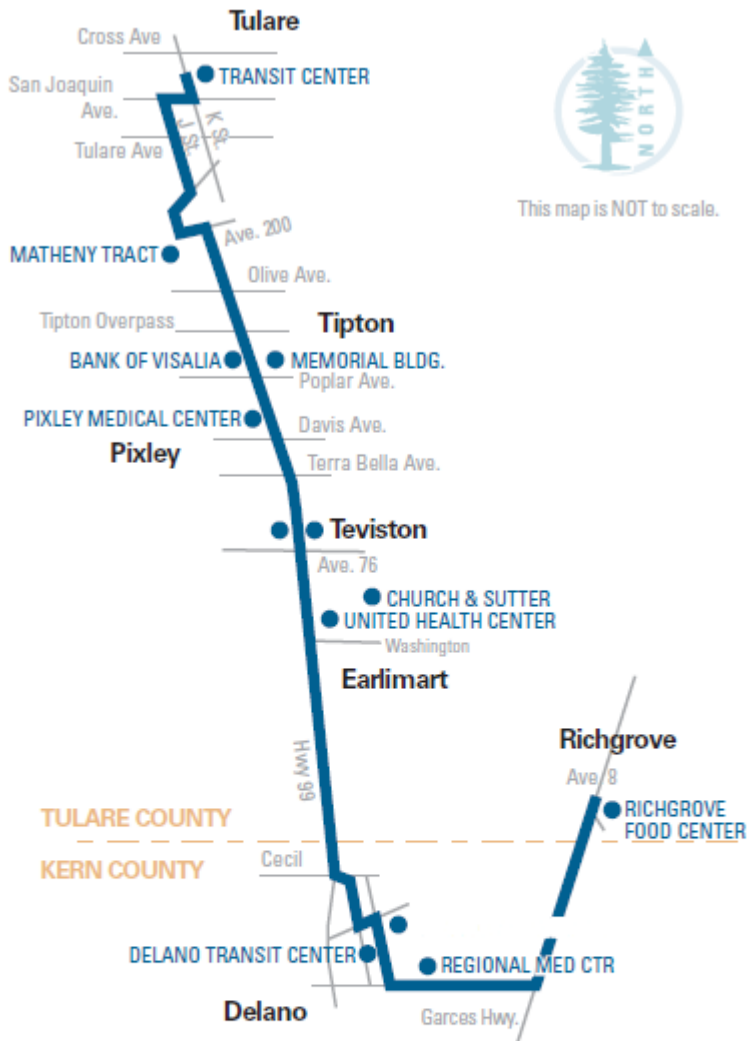 Tulare
Cross Ave
TRANSIT CENTER
San Joaquin
Ave.
Tulare Ave
J St.
K St.
NORTH
This map is NOT to scale.
Ave. 200
MATHENY TRACT
Olive Ave.
Tipton Overpass
Tipton
BANK OF VISALIA
MEMORIAL BLDG.
Poplar Ave.
PIXLEY MEDICAL CENTER
Davis Ave.
Pixley
Terra Bella Ave.
Teviston
Ave. 76
CHURCH & SUTTER
UNITED HEALTH CENTER
Washington
Earlimart
Hwy 99
Richgrove
Ave. 8
RICHGROVE
FOOD CENTER
TULARE COUNTY
KERN COUNTY
Cecil
DELANO TRANSIT CENTER
REGIONAL MED CTR
Delano
Garces Hwy.